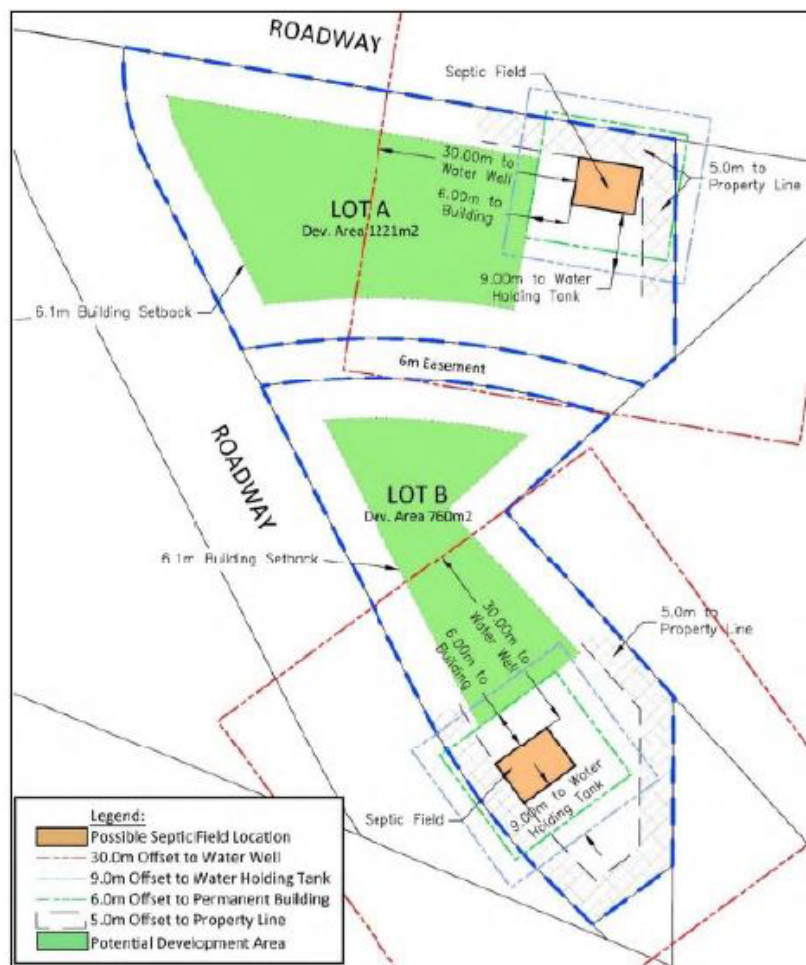 ROADWAY
Septic Field
30.00m to
Water Well
5.0m to
Property Line
6.00m to
Building
LOT A
Dev. Area 1221m2
9.00m to Water
Holding Tank
6.1m Building Setback
6m Easement
ROADWAY
LOT B
Dev. Area 760m2
6.1m Building Setback
30.00m to
Water Well
5.0m to
Property Line
6.00m to
Building
9.00m to Water
Holding Tank
Septic Field
Legend:
Possible Septic Field Location
30.0m Offset to Water Well
9.0m Offset to Water Holding Tank
6.0m Offset to Permanent Building
5.0m Offset to Property Line
Potential Development Area